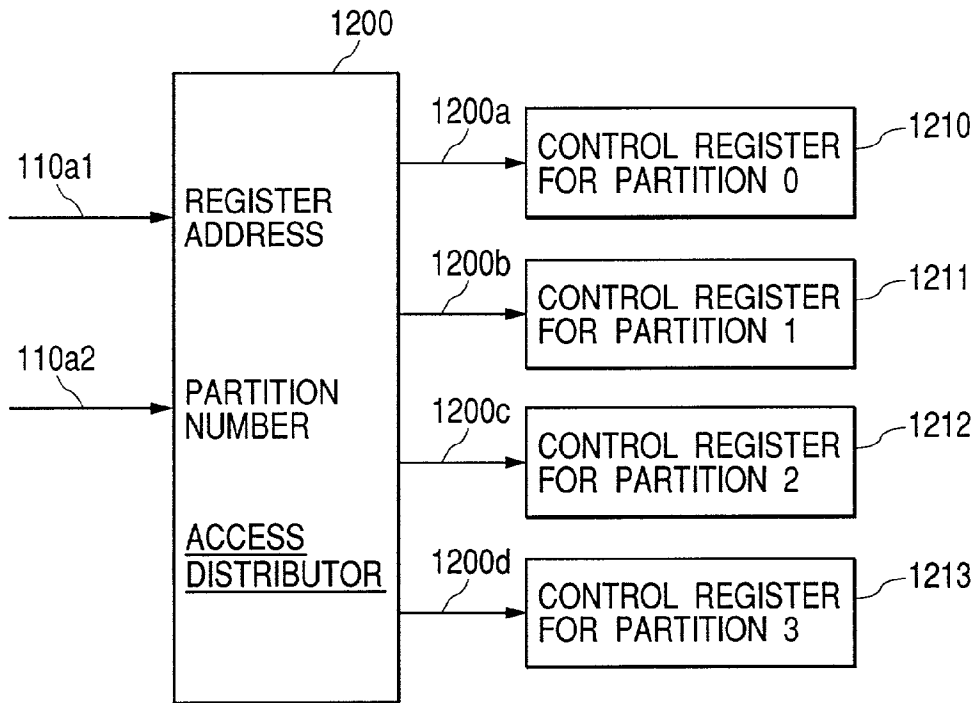 1200
110a1
REGISTER
ADDRESS
110a2
PARTITION
NUMBER
ACCESS
DISTRIBUTOR
1200a
CONTROL REGISTER
FOR PARTITION 0
1210
1200b
CONTROL REGISTER
FOR PARTITION 1
1211
1200c
CONTROL REGISTER
FOR PARTITION 2
1212
1200d
CONTROL REGISTER
FOR PARTITION 3
1213